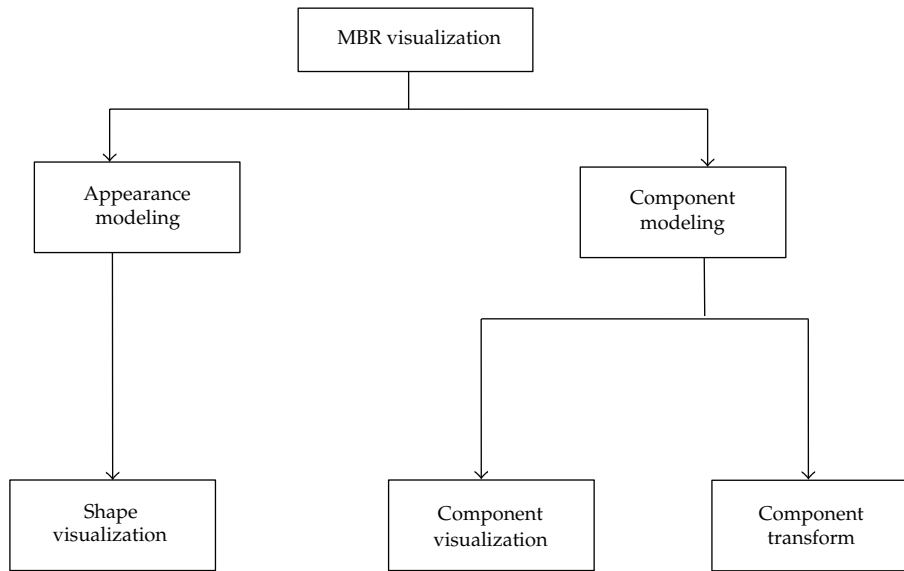 MBR visualization
Appearance
modeling
Component
modeling
Shape
visualization
Component
visualization
Component
transform